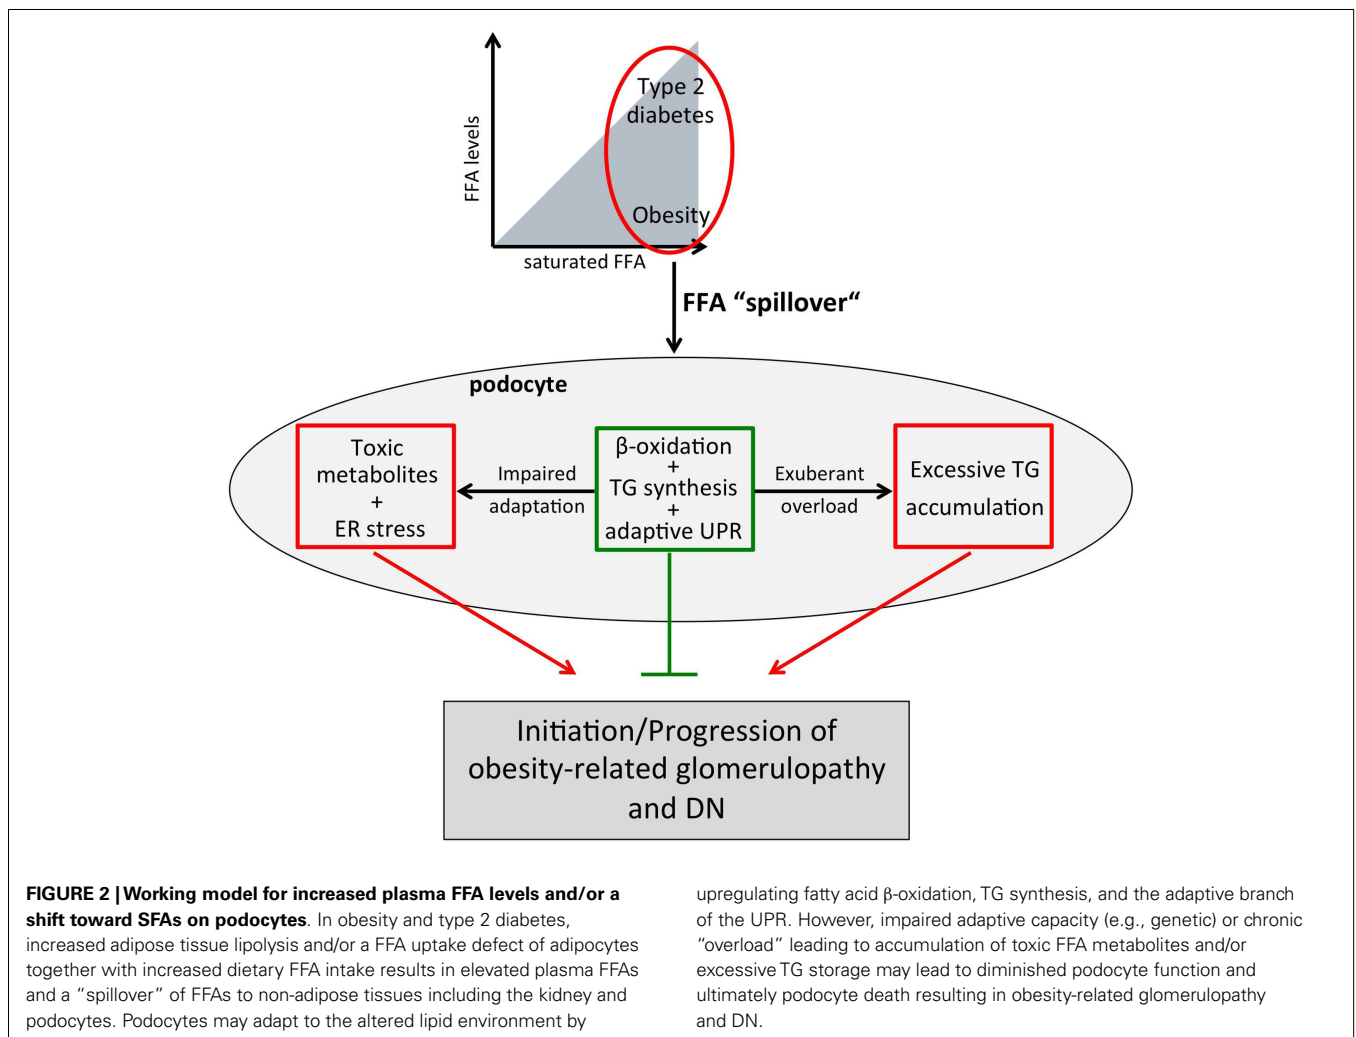 FFA levels
Type 2
diabetes
Obesity
saturated FFA
FFA “spillover“
podocyte
Toxic
metabolites
+
ER stress
Impaired
adaptation
β-oxidation
+
TG synthesis
+
adaptive UPR
Exuberant
overload
Excessive TG
accumulation
Initiation/Progression of
obesity-related glomerulopathy
and DN
FIGURE 2 | Working model for increased plasma FFA levels and/or a
shift toward SFAs on podocytes. In obesity and type 2 diabetes,
increased adipose tissue lipolysis and/or a FFA uptake defect of adipocytes
together with increased dietary FFA intake results in elevated plasma FFAs
and a “spillover” of FFAs to non-adipose tissues including the kidney and
podocytes. Podocytes may adapt to the altered lipid environment by
upregulating fatty acid β-oxidation, TG synthesis, and the adaptive branch
of the UPR. However, impaired adaptive capacity (e.g., genetic) or chronic
“overload” leading to accumulation of toxic FFA metabolites and/or
excessive TG storage may lead to diminished podocyte function and
ultimately podocyte death resulting in obesity-related glomerulopathy
and DN.